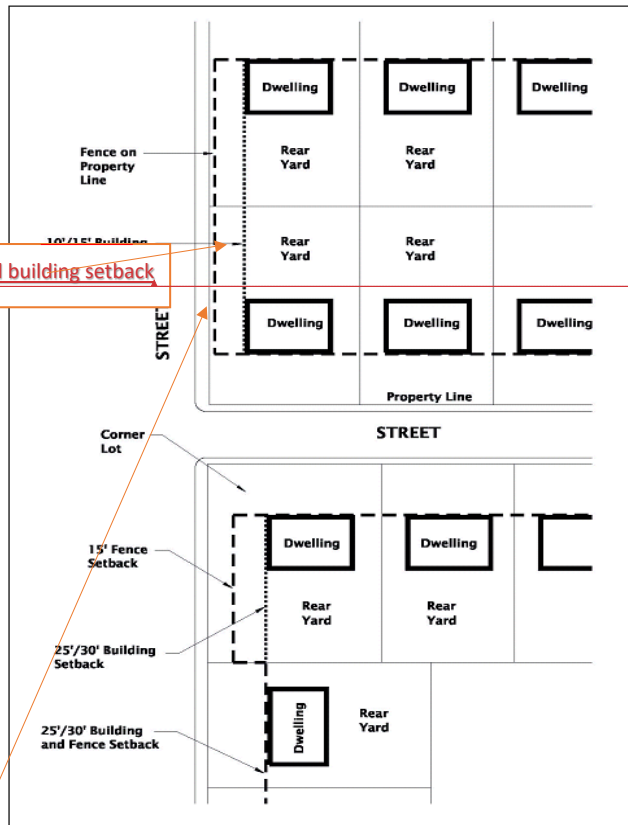 Dwelling
Dwelling
Dwelling
Fence on
Property
Line
Rear
Yard
Rear
Yard
10'/15' Building
building setback
Rear
Yard
Rear
Yard
Dwelling
Dwelling
Dwelling
STREET
Property Line
STREET
Corner
Lot
Dwelling
Dwelling
15' Fence
Setback
Rear
Yard
Rear
Yard
25'/30' Building
Setback
Dwelling
Rear
Yard
25'/30' Building
and Fence Setback